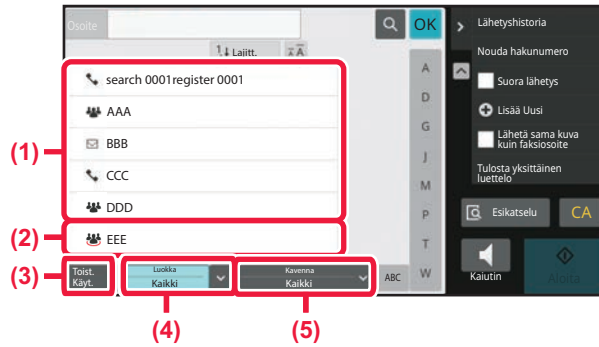 Osoite
OK
Lajitt.
search 0001register 0001
AAA
BBB
CCC
DDD
EEE
Toist.
Käyt.
Luokka
Kaikki
Kavenna
Kaikki
ABC
A
D
G
J
M
P
T
W
Lähetyshistoria
Nouda hakunumero
Suora lähetys
Lisää Uusi
Lähetä sama kuva
kuin faksiosoite
Tulosta yksittäinen
luettelo
Esikatselu
CA
Kaiutin
Aloita
(1)
(2)
(3)
(4)
(5)